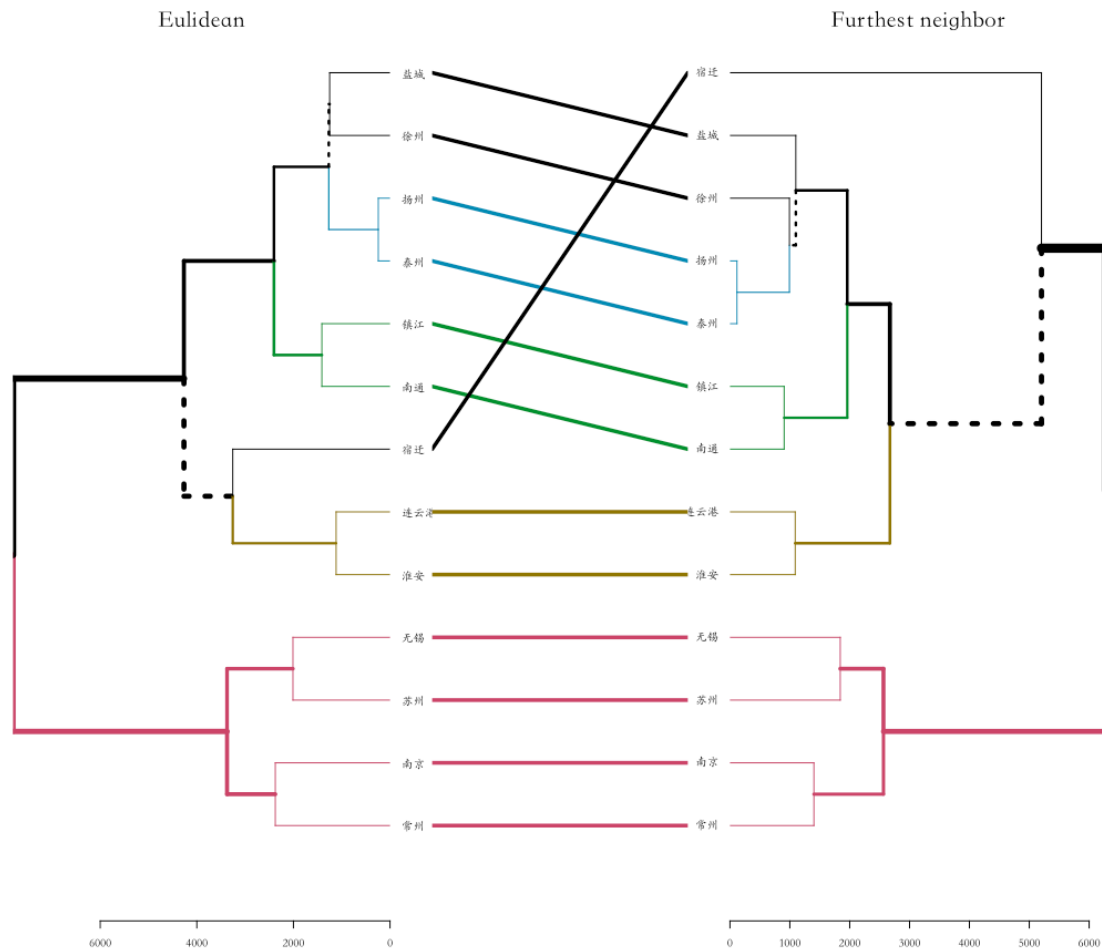 Eulidean
Furthest neighbor
盐城
徐州
扬州
泰州
镇江
南通
宿迁
连云港
淮安
无锡
苏州
南京
常州
宿迁
盐城
徐州
扬州
泰州
镇江
南通
连云港
淮安
无锡
苏州
南京
常州
6000 4000 2000 0
0 1000 2000 3000 4000 5000 6000